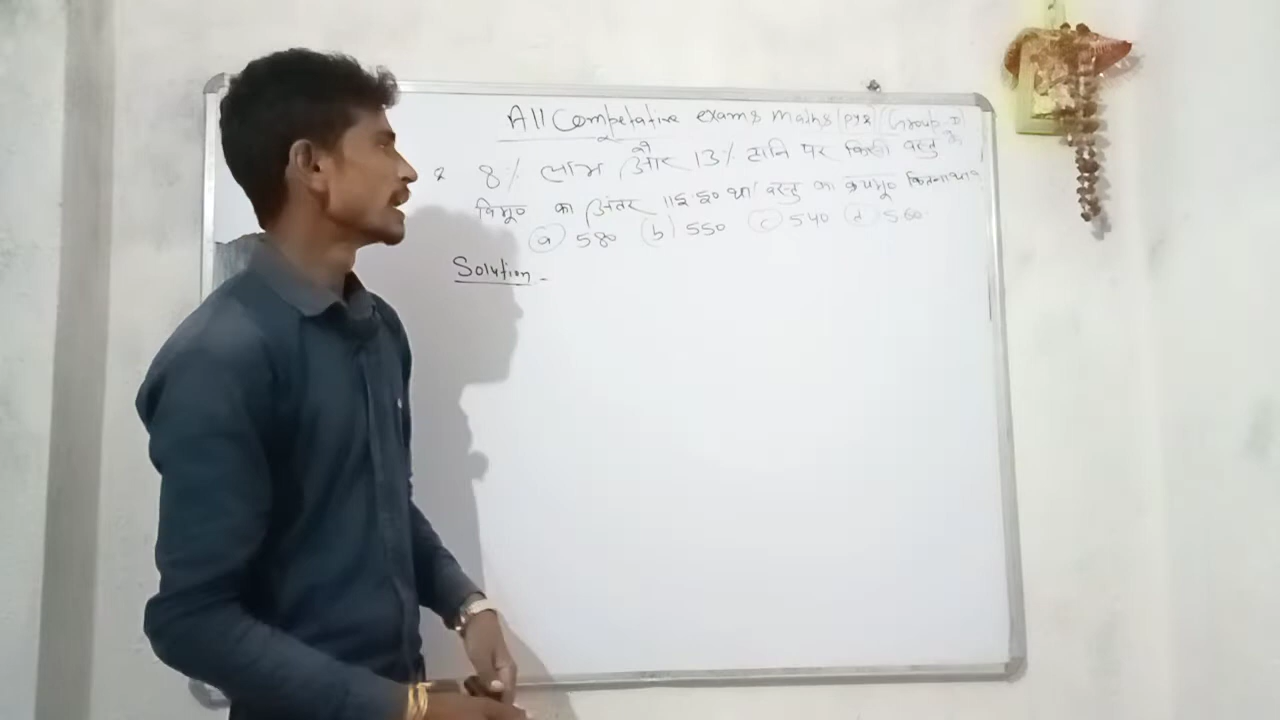 All Competative exams maths (PYQ) (Group-D
8% लाभ और 13% हानि पर किसी वस्तु के
विoमूo का अंतर 115.50 था वस्तु का क्रयमूo कितना था?
(a) 580 (b) 550 (c) 540 (d) 560
Solution -